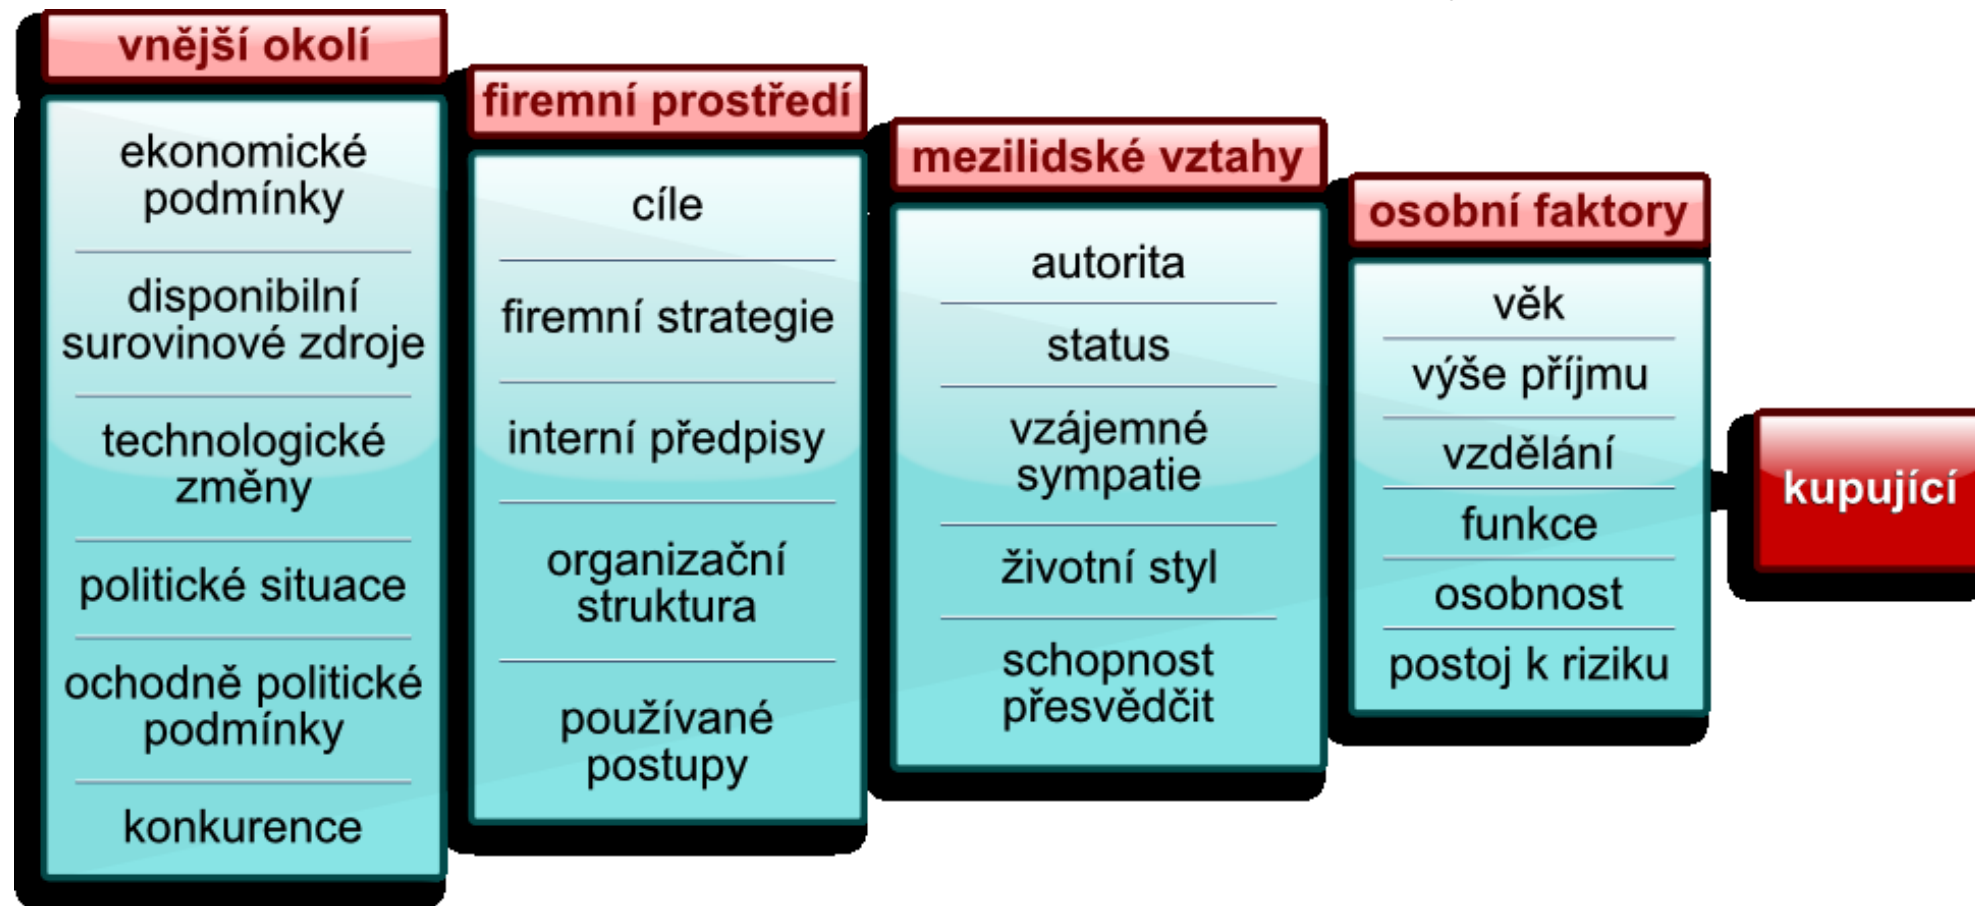 vnější okolí
ekonomické
podmínky
disponibilní
surovinové zdroje
technologické
změny
politické situace
ochodně politické
podmínky
konkurence
firemní prostředí
cíle
firemní strategie
interní předpisy
organizační
struktura
používané
postupy
mezilidské vztahy
autorita
status
vzájemné
sympatie
životní styl
schopnost
přesvědčit
osobní faktory
věk
výše příjmu
vzdělání
funkce
osobnost
postoj k riziku
kupující